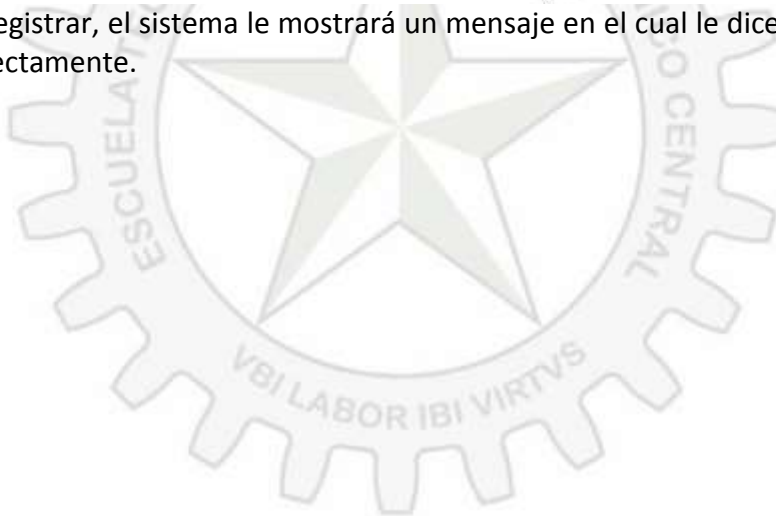 egistrar, el sistema le mostrará un mensaje en el cual le dice
ectamente.
ESCUELA
CO CENTRAL
VBI LABOR IBI VIRTVS